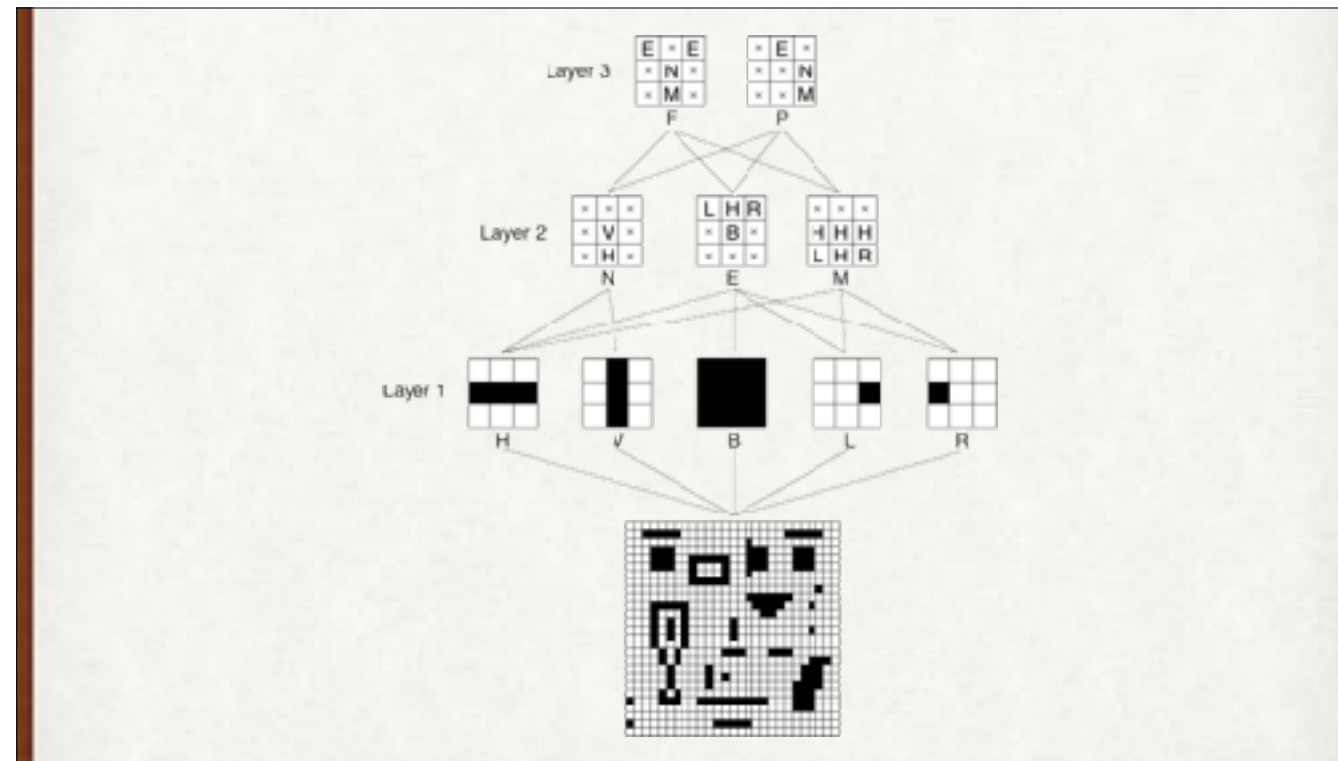 E × E × E ×
Layer 3 × N × × × N
× M × × × M
F P
× × × L H R × × ×
Layer 2 × V × × B × H H H
× H × × × × L H R
N E M
Layer 1
H V B L R